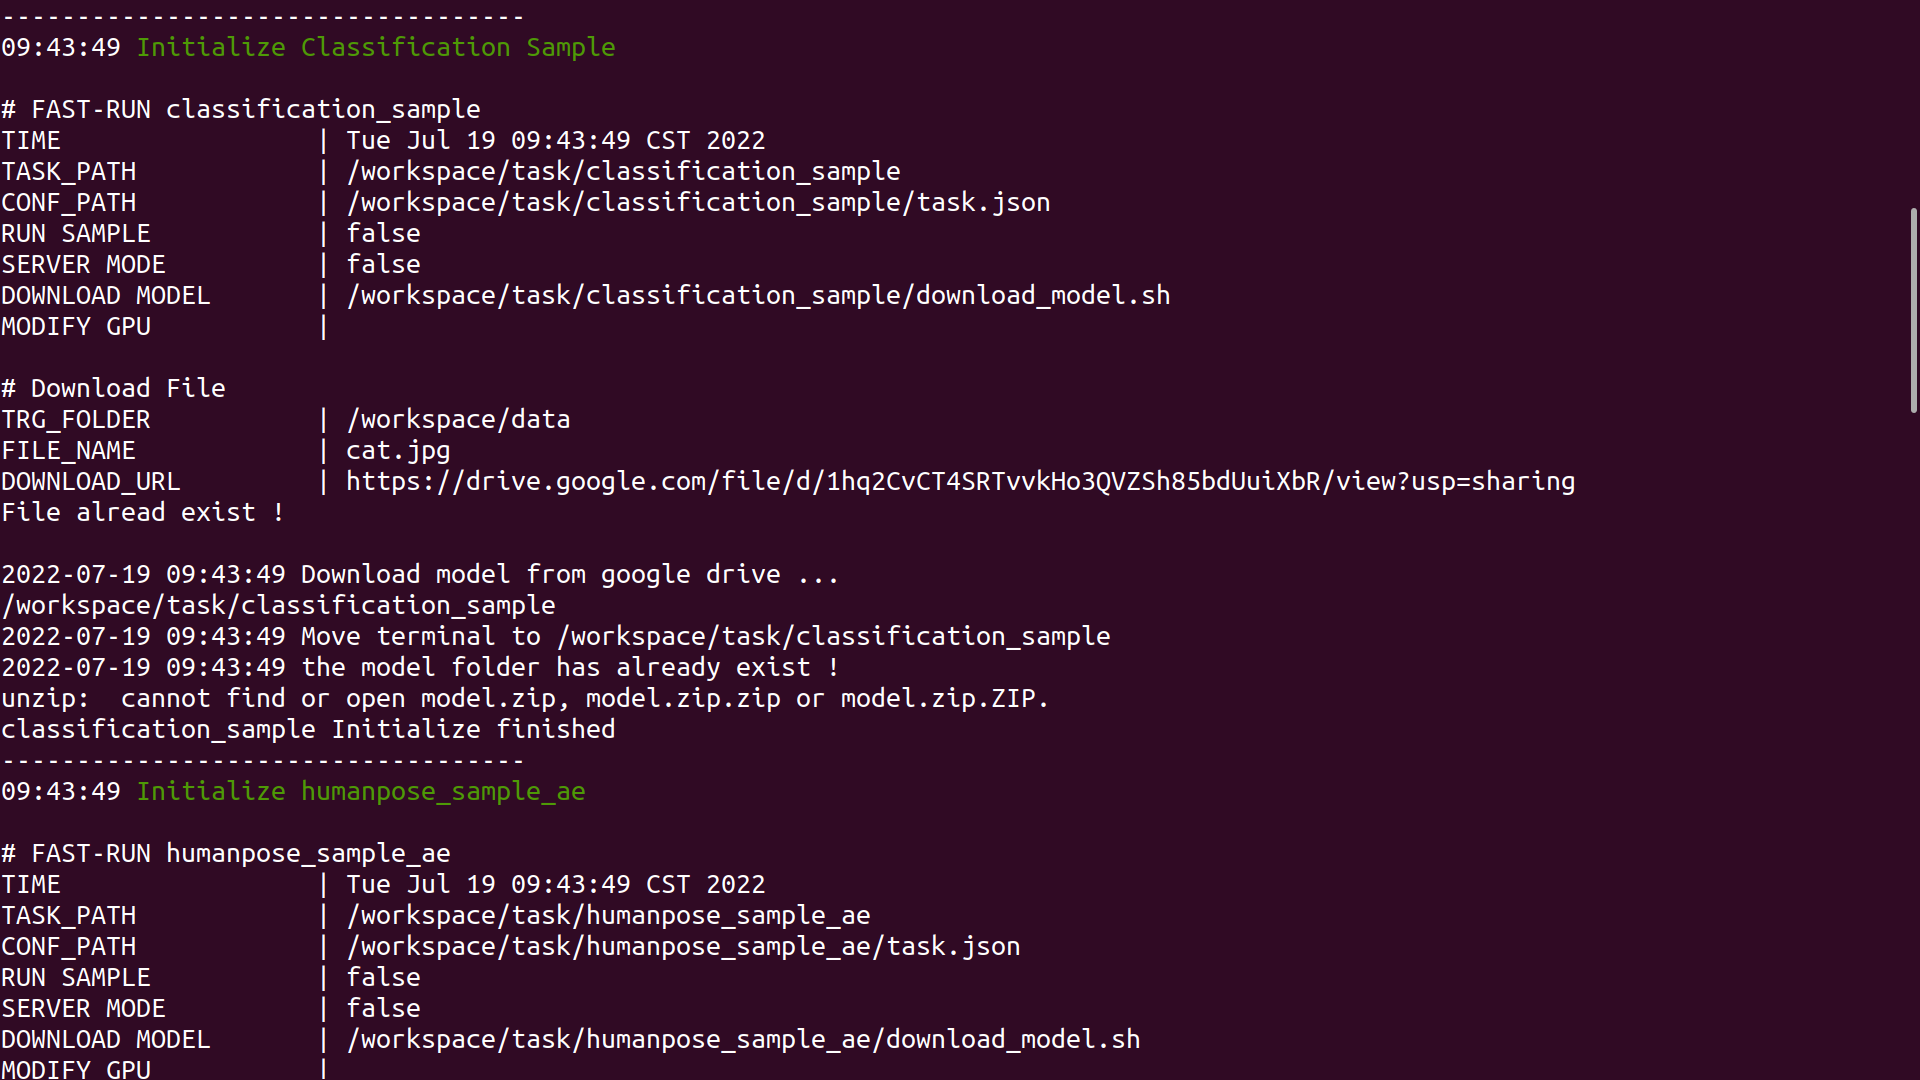 -----------------------------------
09:43:49 Initialize Classification Sample
# FAST-RUN classification_sample
TIME                 | Tue Jul 19 09:43:49 CST 2022
TASK_PATH            | /workspace/task/classification_sample
CONF_PATH            | /workspace/task/classification_sample/task.json
RUN SAMPLE           | false
SERVER MODE          | false
DOWNLOAD MODEL       | /workspace/task/classification_sample/download_model.sh
MODIFY GPU           |
# Download File
TRG_FOLDER           | /workspace/data
FILE_NAME            | cat.jpg
DOWNLOAD_URL         | https://drive.google.com/file/d/1hq2CvCT4SRTvvkHo3QVZSh85bdUuiXbR/view?usp=sharing
File alread exist !
2022-07-19 09:43:49 Download model from google drive ...
/workspace/task/classification_sample
2022-07-19 09:43:49 Move terminal to /workspace/task/classification_sample
2022-07-19 09:43:49 the model folder has already exist !
unzip:  cannot find or open model.zip, model.zip.zip or model.zip.ZIP.
classification_sample Initialize finished
-----------------------------------
09:43:49 Initialize humanpose_sample_ae
# FAST-RUN humanpose_sample_ae
TIME                 | Tue Jul 19 09:43:49 CST 2022
TASK_PATH            | /workspace/task/humanpose_sample_ae
CONF_PATH            | /workspace/task/humanpose_sample_ae/task.json
RUN SAMPLE           | false
SERVER MODE          | false
DOWNLOAD MODEL       | /workspace/task/humanpose_sample_ae/download_model.sh
MODIFY GPU           |